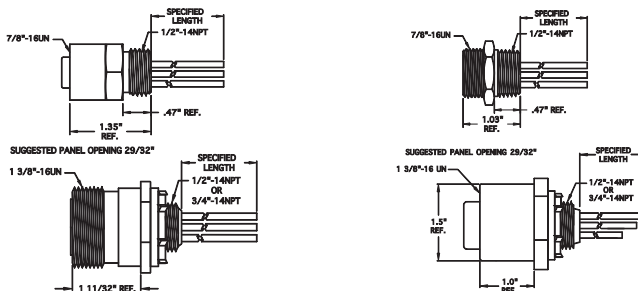 SPECIFIED
LENGTH
7/8"-16UN
1/2"-14NPT
.47" REF.
1.35"
REF.
SPECIFIED
LENGTH
7/8"-16UN
1/2"-14NPT
.47" REF.
1.03"
REF.
SUGGESTED PANEL OPENING 29/32"
1 3/8"-16UN
SPECIFIED
LENGTH
1/2"-14NPT
OR
3/4"-14NPT
1 11/32" REF.
SUGGESTED PANEL OPENING 29/32"
1 3/8"-16 UN
SPECIFIED
LENGTH
1/2"-14NPT
OR
3/4"-14NPT
1.5"
REF.
1.0"
REF.